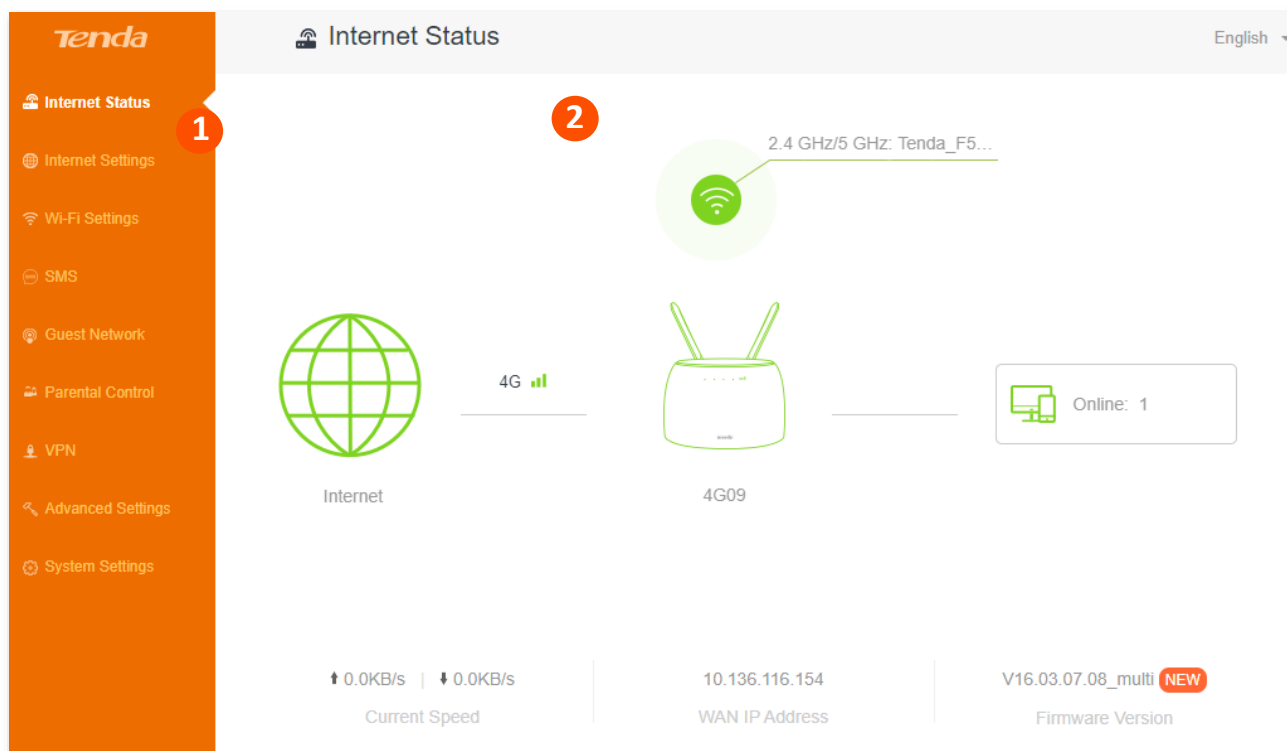 Tenda
Internet Status
English
Internet Status
1
2
2.4 GHz/5 GHz: Tenda_F5...
Internet Settings
Wi-Fi Settings
SMS
Guest Network
Parental Control
VPN
Advanced Settings
System Settings
4G
Online: 1
Internet
4G09
0.0KB/s | 0.0KB/s
Current Speed
10.136.116.154
WAN IP Address
V16.03.07.08_multi NEW
Firmware Version